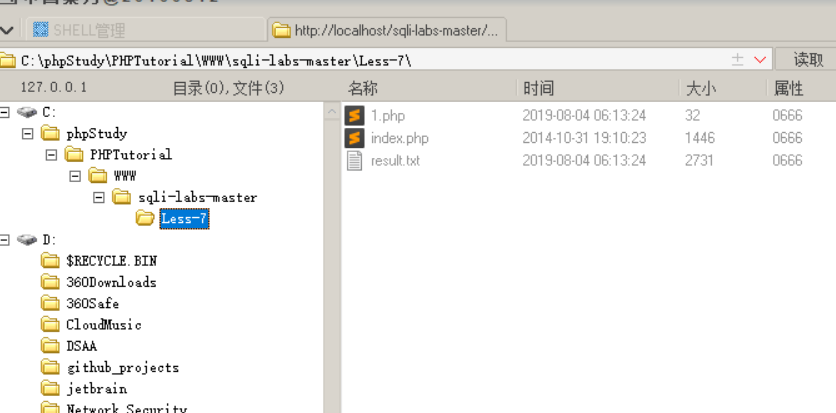 SHELL管理
http://localhost/sqli-labs-master/...
C:\phpStudy\PHPTutorial\WWW\sqli-labs-master\Less-7\
读取
127.0.0.1 目录(0),文件(3) 名称 时间 大小 属性
C:
phpStudy
PHPTutorial
WWW
sqli-labs-master
Less-7
D:
$RECYCLE.BIN
360Downloads
360Safe
CloudMusic
DSAA
github_projects
jetbrain
Network Security
1.php 2019-08-04 06:13:24 32 0666
index.php 2014-10-31 19:10:23 1446 0666
result.txt 2019-08-04 06:13:24 2731 0666